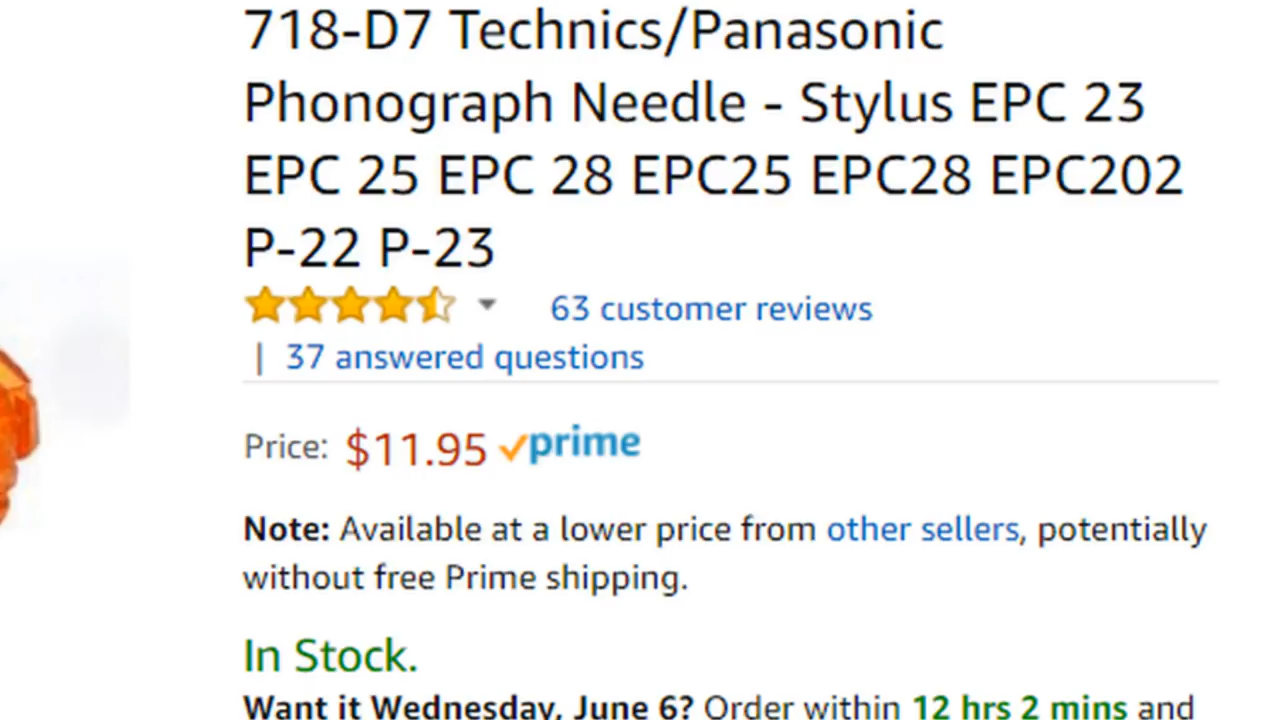 718-D7 Technics/Panasonic
Phonograph Needle - Stylus EPC 23
EPC 25 EPC 28 EPC25 EPC28 EPC202
P-22 P-23
63 customer reviews
| 37 answered questions
Price: $11.95 prime
Note: Available at a lower price from other sellers, potentially
without free Prime shipping.
In Stock.
Want it Wednesday, June 6? Order within 12 hrs 2 mins and